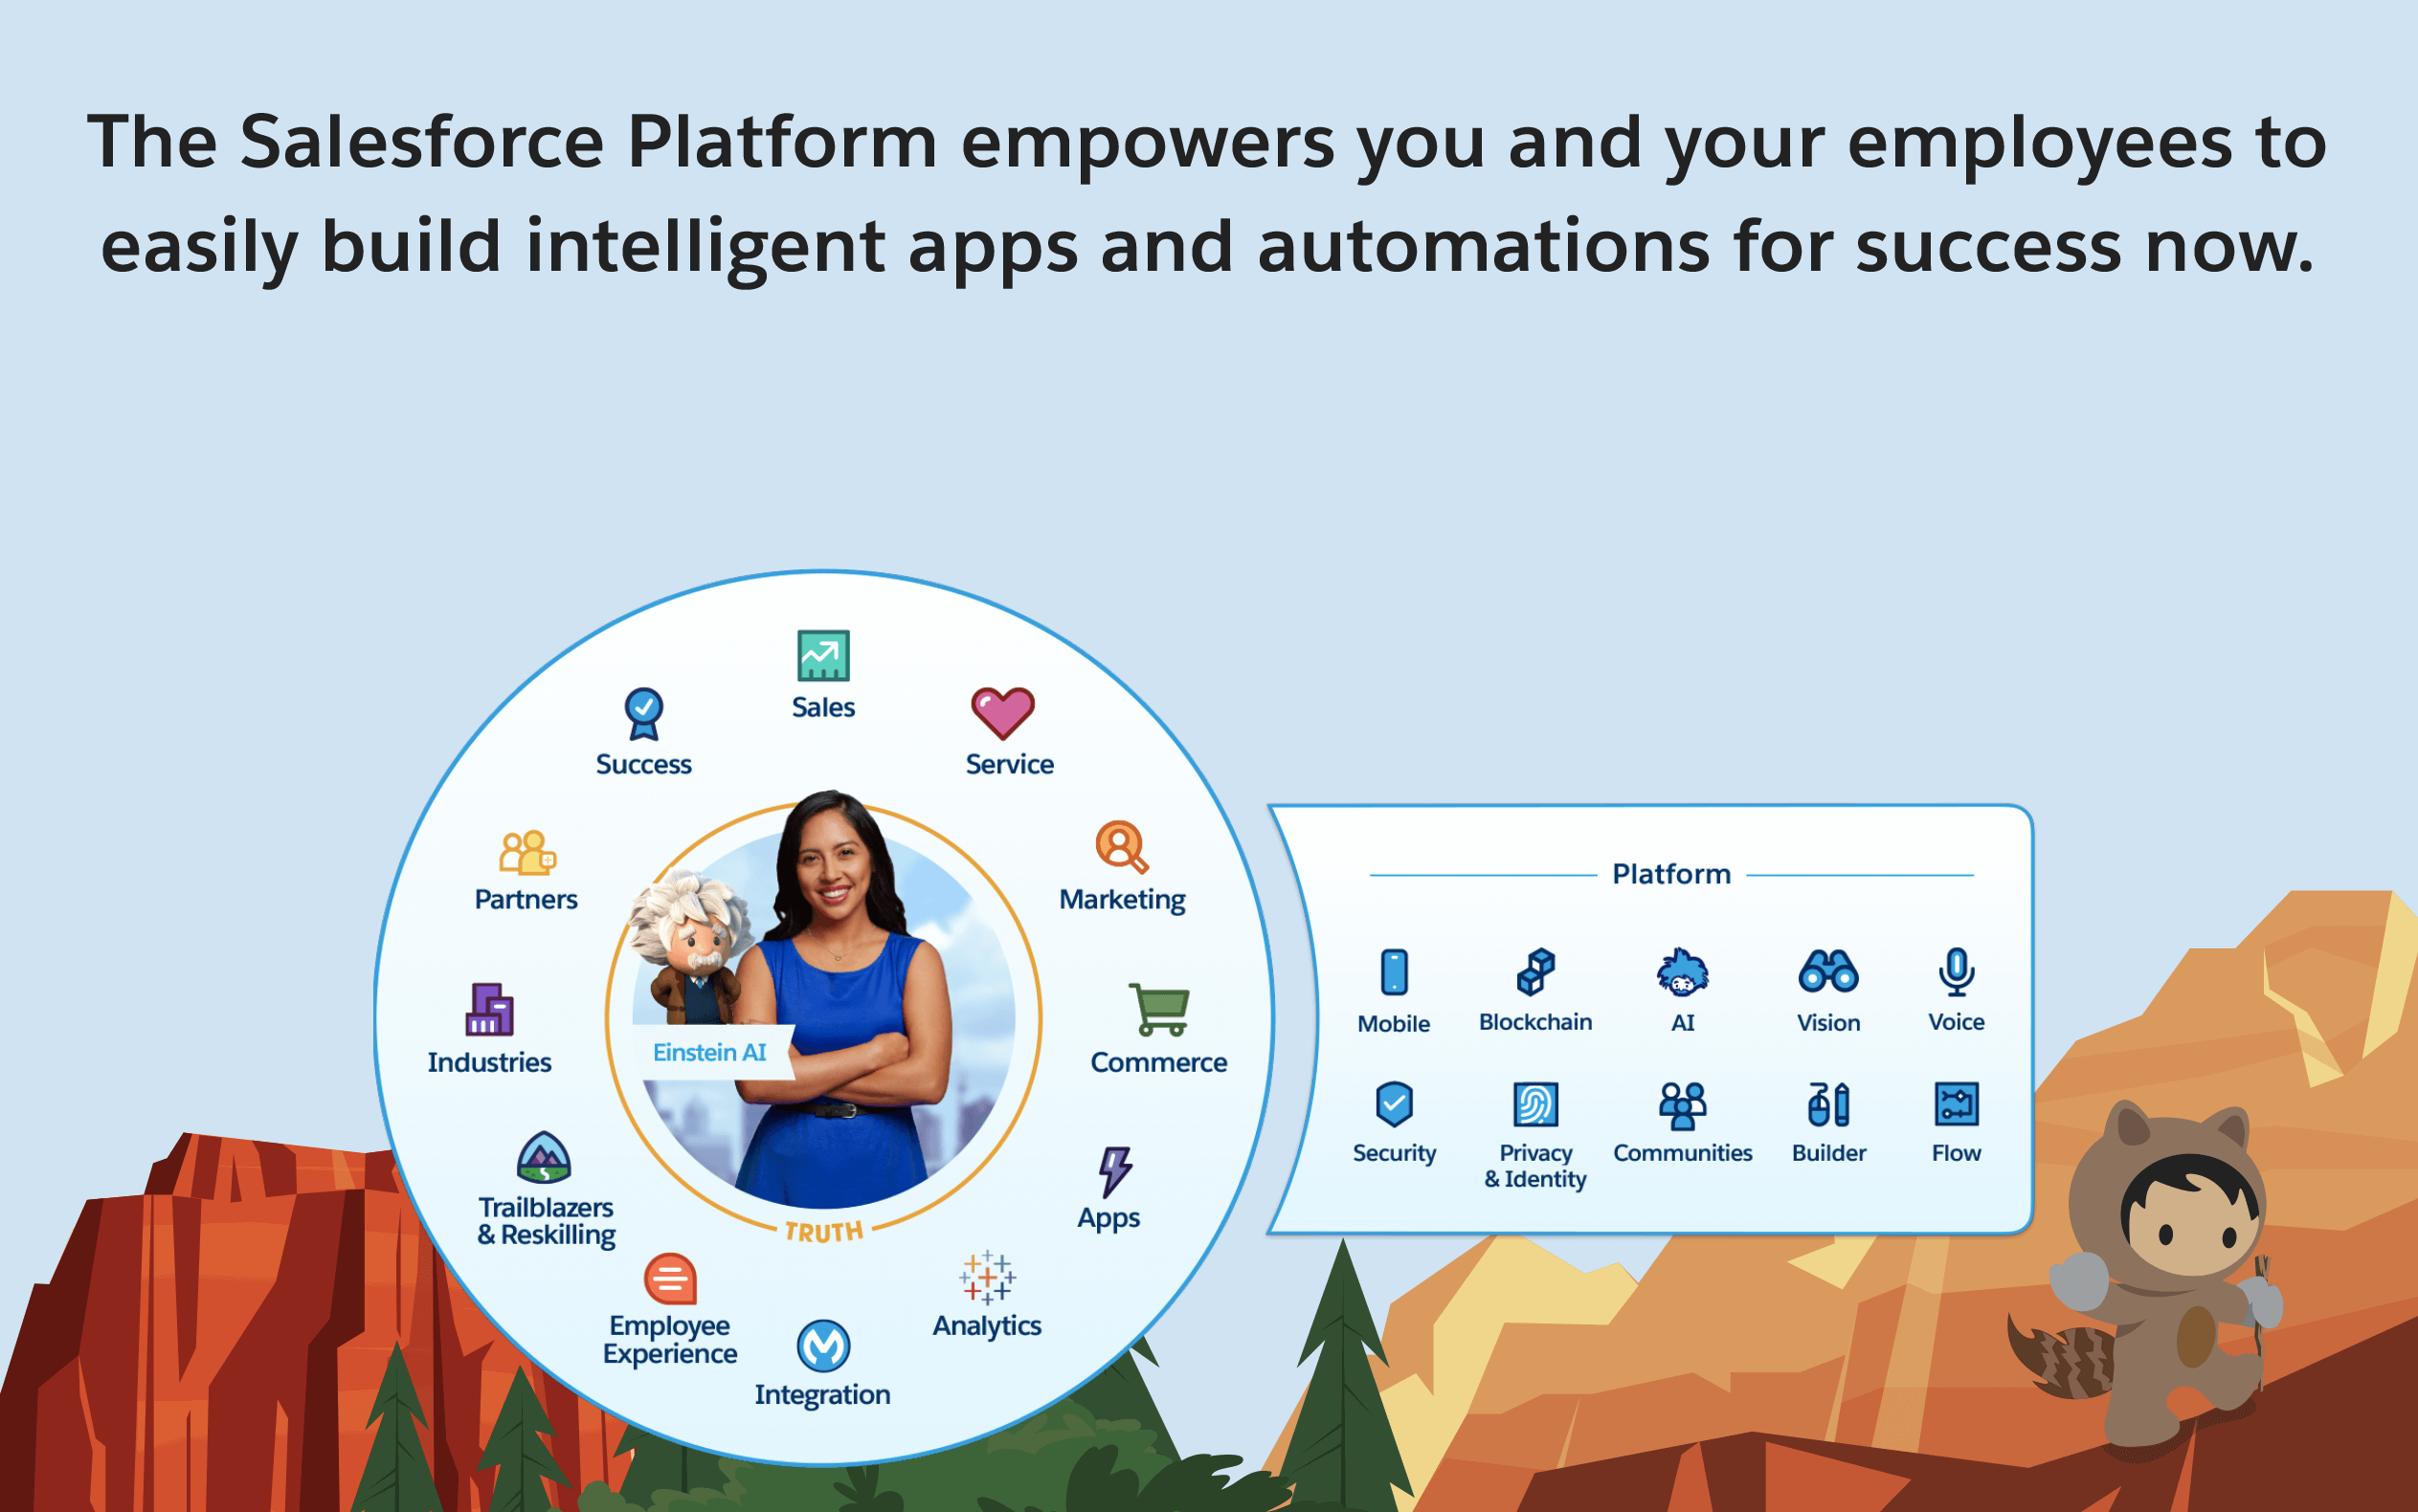 The Salesforce Platform empowers you and your employees to
easily build intelligent apps and automations for success now.
Sales
Success
Service
Partners
Marketing
Industries
Einstein AI
Commerce
Trailblazers
& Reskilling
Apps
TRUTH
Employee
Experience
Analytics
Integration
Platform
Mobile
Blockchain
AI
Vision
Voice
Security
Privacy
& Identity
Communities
Builder
Flow